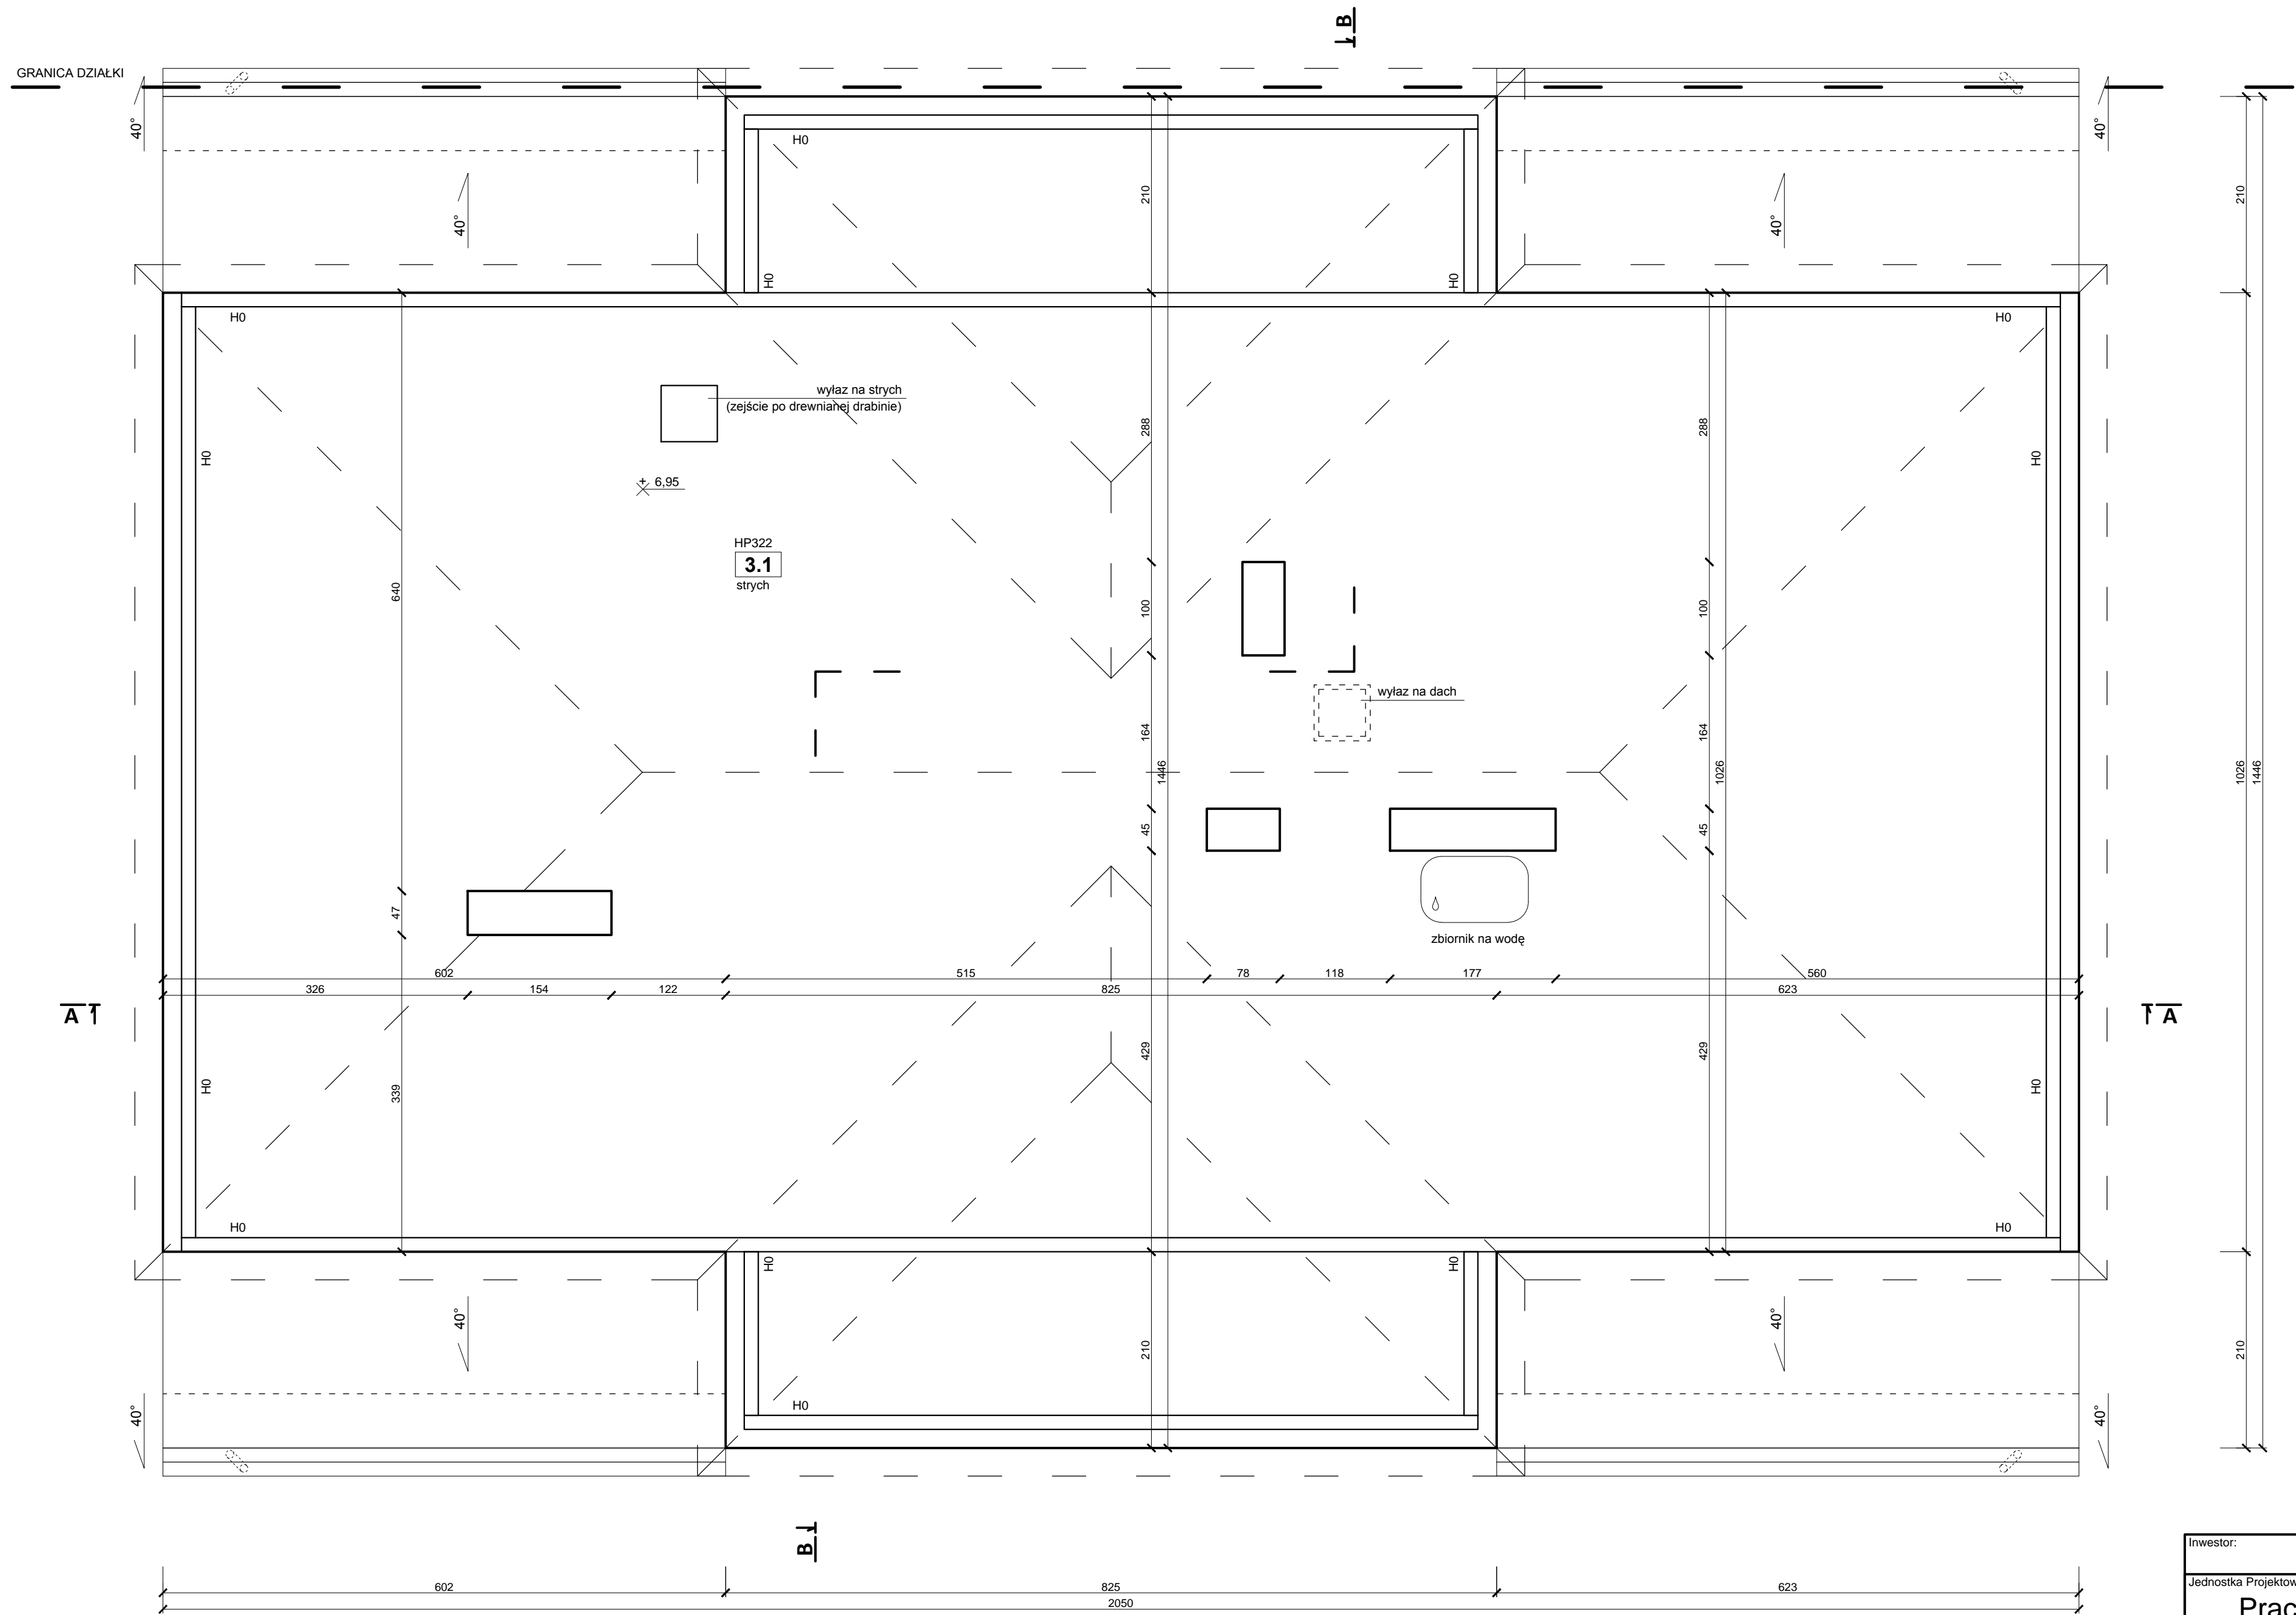 B
GRANICA DZIAŁKI
40°
40°
H0
210
210
40°
40°
H0
H0
H0
H0
wyłaz na strych
(zejście po drewnianej drabinie)
288
288
H0
H0
+ 6,95
HP322
3.1
strych
640
100
100
wyłaz na dach
164
164
1446
1026
1026
1446
45
45
47
zbiornik na wodę
602
515
78
118
177
560
326
154
122
825
623
A
A
429
429
H0
339
H0
H0
H0
H0
H0
40°
40°
210
210
H0
40°
40°
B
Inwestor:
602
825
623
Jednostka Projektow
2050
Prac